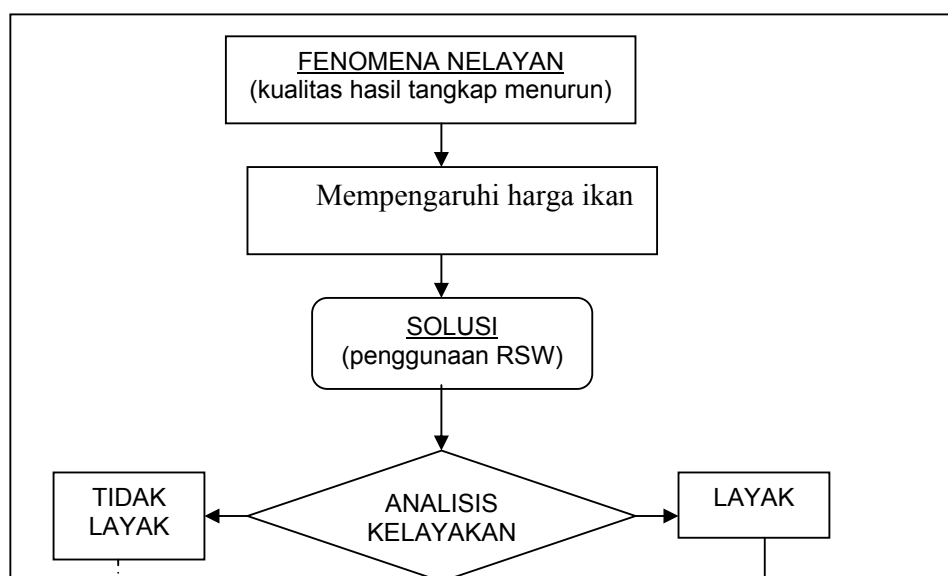 FENOMENA NELAYAN
(kualitas hasil tangkap menurun)
Mempengaruhi harga ikan
SOLUSI
(penggunaan RSW)
TIDAK
LAYAK
ANALISIS
KELAYAKAN
LAYAK